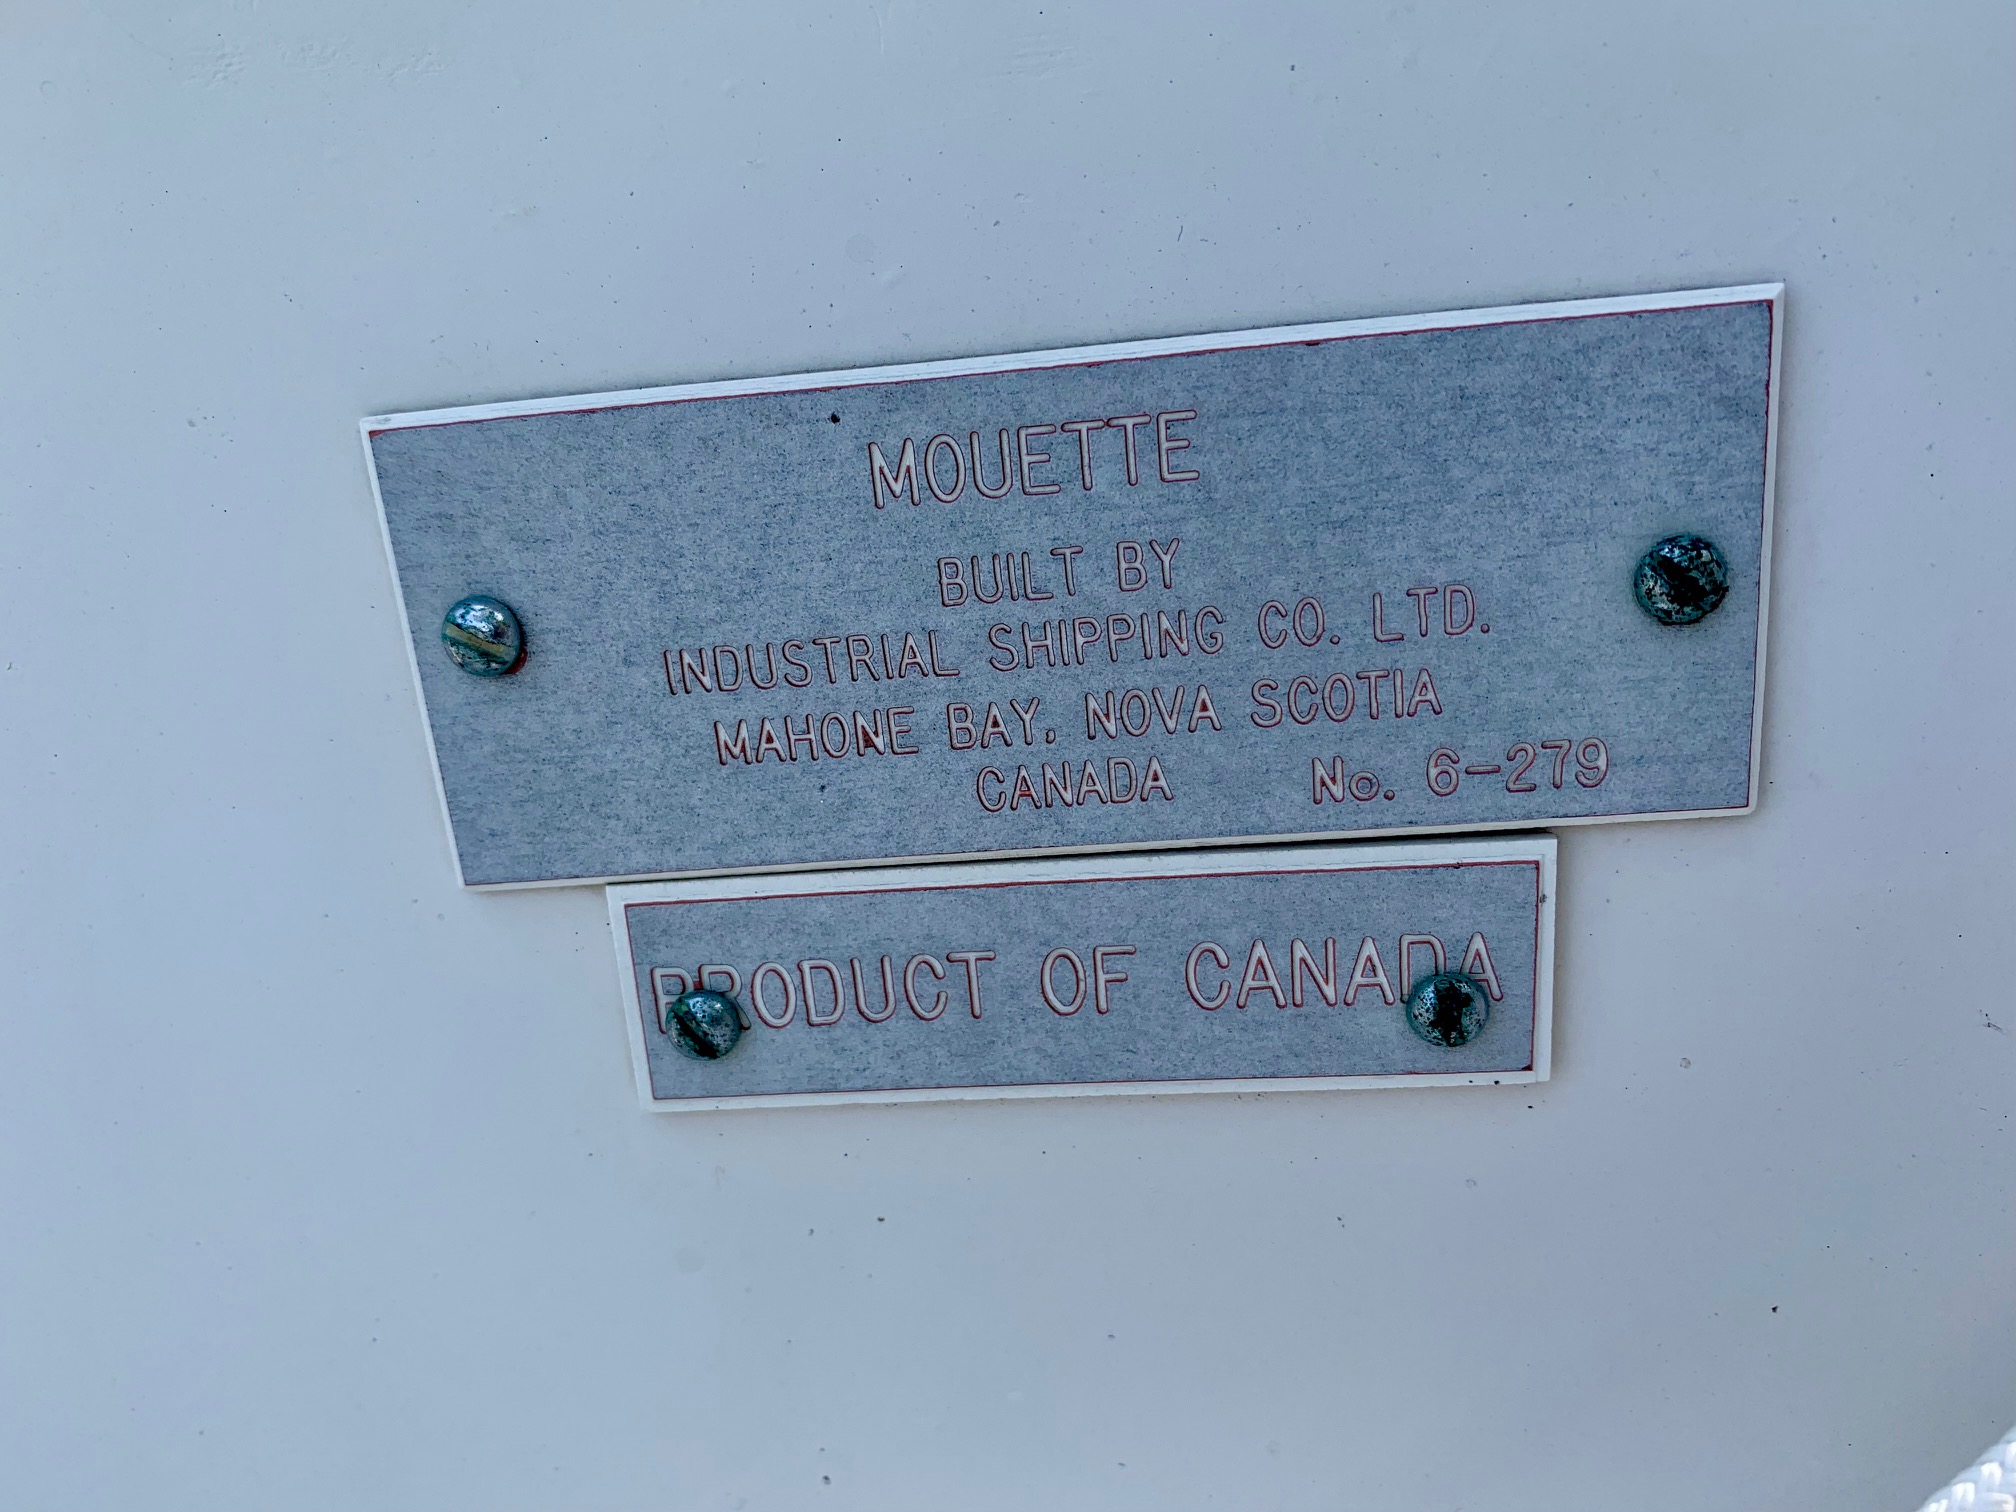 MOUETTE
BUILT BY
INDUSTRIAL SHIPPING CO. LTD.
MAHONE BAY, NOVA SCOTIA
CANADA No. 6-279
PRODUCT OF CANADA